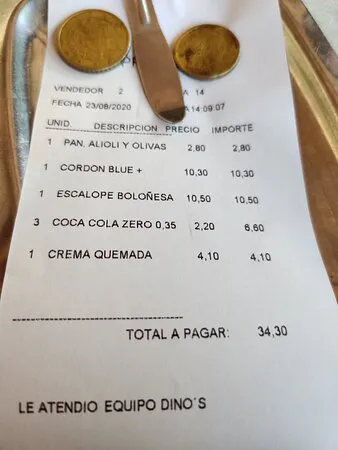 VENDEDOR 2 A 14
FECHA 23/08/2020 A 14:09:07
UNID. DESCRIPCION PRECIO IMPORTE
1 PAN, ALIOLI Y OLIVAS 2,80 2,80
1 CORDON BLUE + 10,30 10,30
1 ESCALOPE BOLOÑESA 10,50 10,50
3 COCA COLA ZERO 0,35 2,20 6,60
1 CREMA QUEMADA 4,10 4,10
TOTAL A PAGAR: 34,30
LE ATENDIO EQUIPO DINO´S